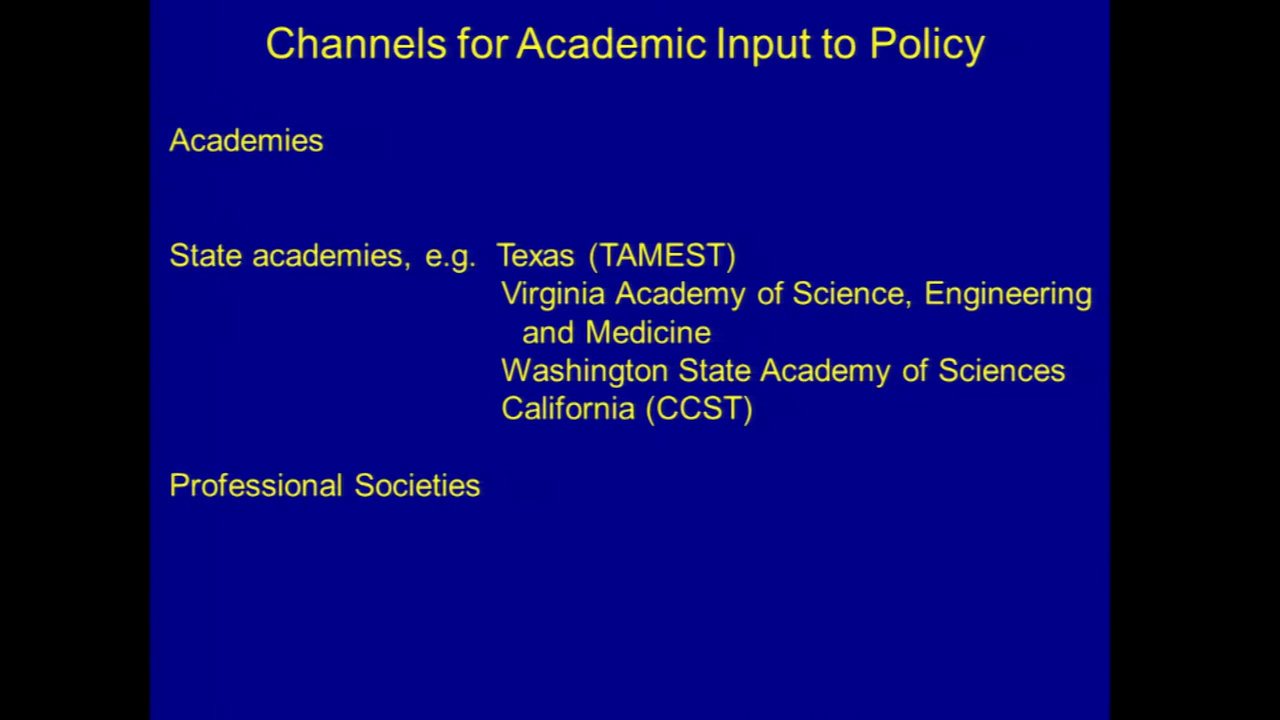 Channels for Academic Input to Policy
Academies
State academies, e.g. Texas (TAMEST)
Virginia Academy of Science, Engineering
and Medicine
Washington State Academy of Sciences
California (CCST)
Professional Societies